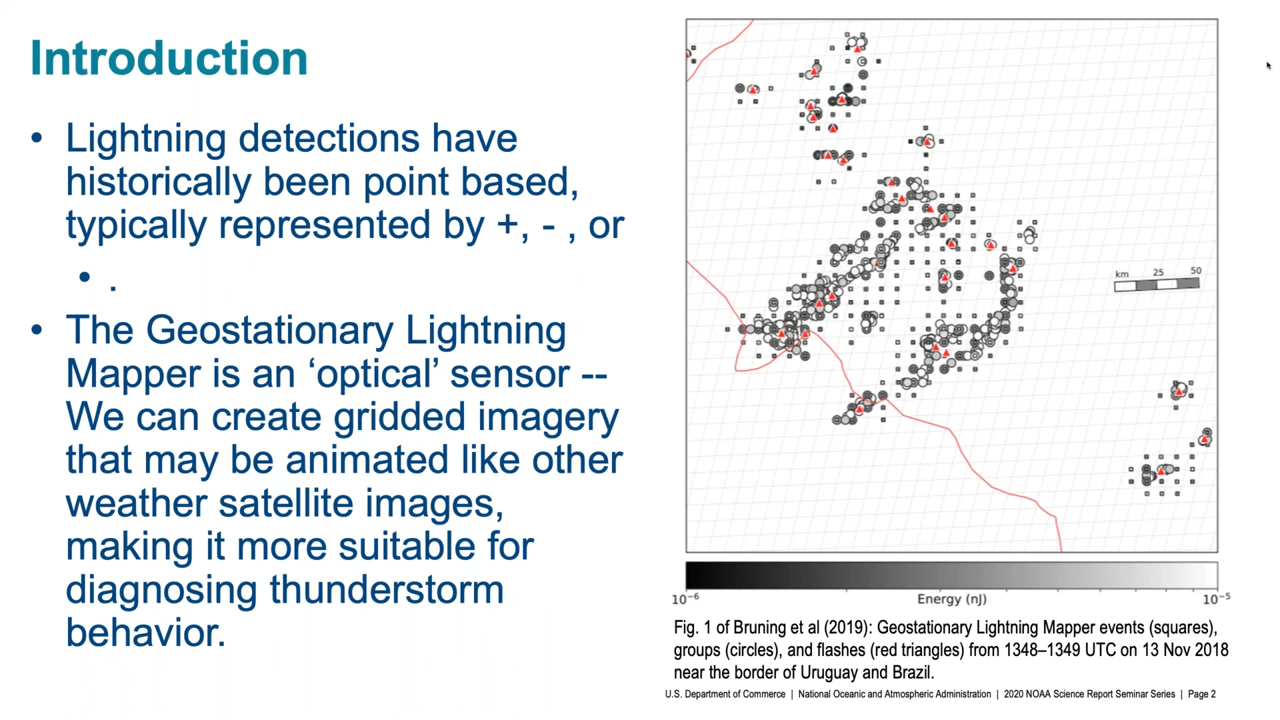 Introduction
• Lightning detections have
historically been point based,
typically represented by +, - , or
• .
• The Geostationary Lightning
Mapper is an ‘optical’ sensor --
We can create gridded imagery
that may be animated like other
weather satellite images,
making it more suitable for
diagnosing thunderstorm
behavior.
km 25 50
10⁻⁶ 10⁻⁵
Energy (nJ)
Fig. 1 of Bruning et al (2019): Geostationary Lightning Mapper events (squares),
groups (circles), and flashes (red triangles) from 1348–1349 UTC on 13 Nov 2018
near the border of Uruguay and Brazil.
U.S. Department of Commerce | National Oceanic and Atmospheric Administration | 2020 NOAA Science Report Seminar Series | Page 2